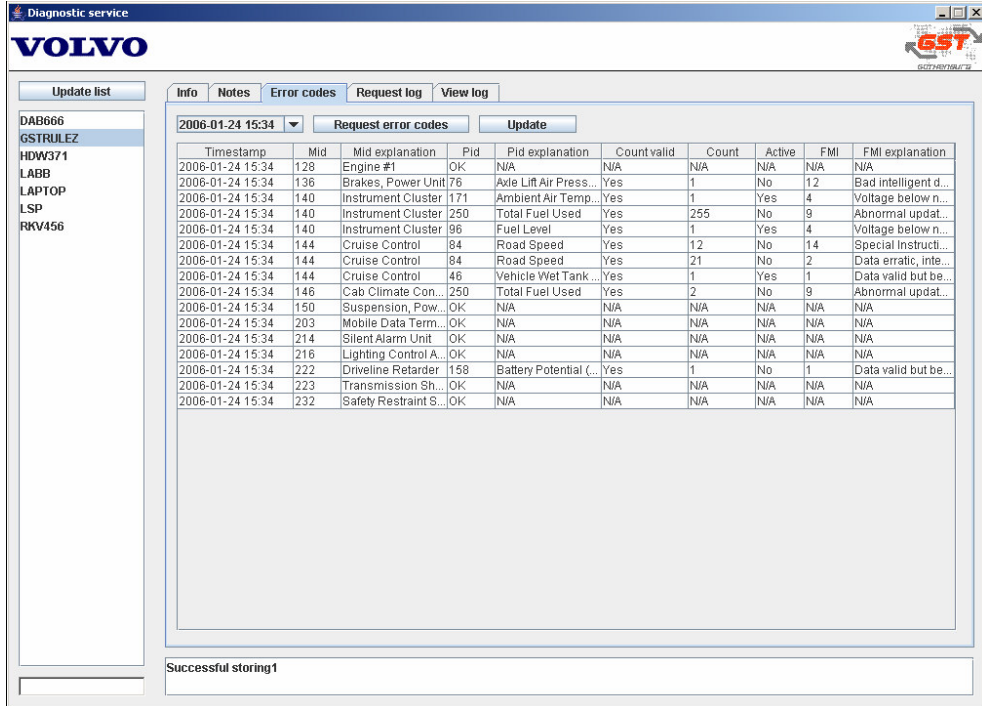 Diagnostic service
VOLVO
GST
GOTHENBURG
Update list
Info Notes Error codes Request log View log
DAB666
GSTRULEZ
HDW371
LABB
LAPTOP
LSP
RKV456
2006-01-24 15:34 Request error codes Update
Timestamp Mid Mid explanation Pid Pid explanation Count valid Count Active FMI FMI explanation
2006-01-24 15:34 128 Engine #1 OK N/A N/A N/A N/A N/A N/A
2006-01-24 15:34 136 Brakes, Power Unit 76 Axle Lift Air Press... Yes 1 No 12 Bad intelligent d...
2006-01-24 15:34 140 Instrument Cluster 171 Ambient Air Temp... Yes 1 Yes 4 Voltage below n...
2006-01-24 15:34 140 Instrument Cluster 250 Total Fuel Used Yes 255 No 9 Abnormal updat...
2006-01-24 15:34 140 Instrument Cluster 96 Fuel Level Yes 1 Yes 4 Voltage below n...
2006-01-24 15:34 144 Cruise Control 84 Road Speed Yes 12 No 14 Special Instructi...
2006-01-24 15:34 144 Cruise Control 84 Road Speed Yes 21 No 2 Data erratic, inte...
2006-01-24 15:34 144 Cruise Control 46 Vehicle Wet Tank ... Yes 1 Yes 1 Data valid but be...
2006-01-24 15:34 146 Cab Climate Con... 250 Total Fuel Used Yes 2 No 9 Abnormal updat...
2006-01-24 15:34 150 Suspension, Pow... OK N/A N/A N/A N/A N/A N/A
2006-01-24 15:34 203 Mobile Data Term... OK N/A N/A N/A N/A N/A N/A
2006-01-24 15:34 214 Silent Alarm Unit OK N/A N/A N/A N/A N/A N/A
2006-01-24 15:34 216 Lighting Control A... OK N/A N/A N/A N/A N/A N/A
2006-01-24 15:34 222 Driveline Retarder 158 Battery Potential (... Yes 1 No 1 Data valid but be...
2006-01-24 15:34 223 Transmission Sh... OK N/A N/A N/A N/A N/A N/A
2006-01-24 15:34 232 Safety Restraint S... OK N/A N/A N/A N/A N/A N/A
Successful storing1